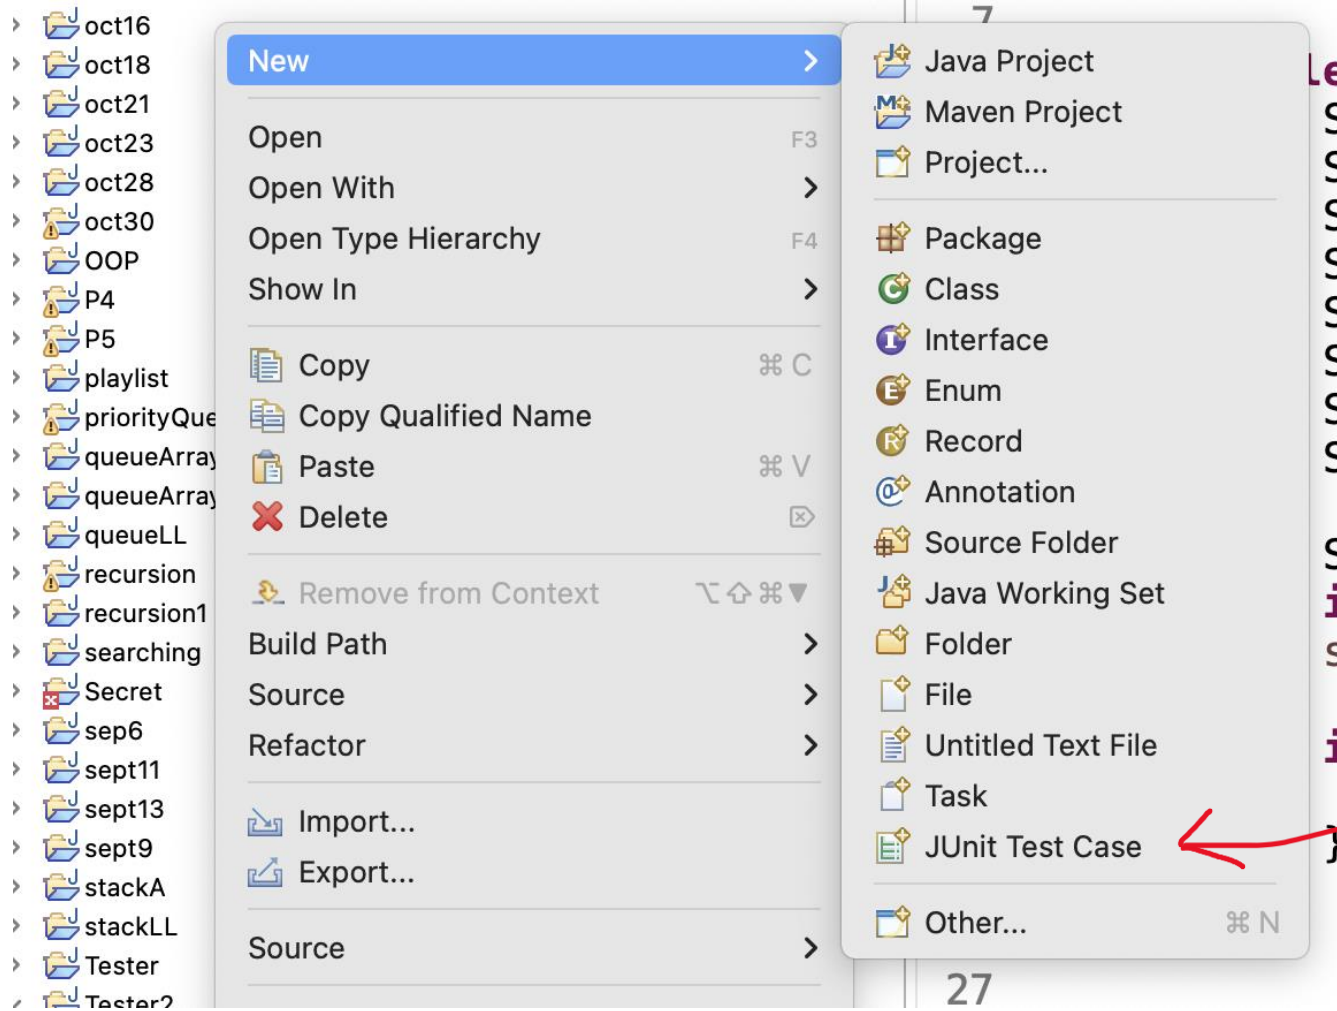 oct16
oct18
oct21
oct23
oct28
oct30
OOP
P4
P5
playlist
priorityQue
queueArray
queueArray
queueLL
recursion
recursion1
searching
Secret
sep6
sept11
sept13
sept9
stackA
stackLL
Tester
Tester2
New
Open F3
Open With
Open Type Hierarchy F4
Show In
Copy ⌘ C
Copy Qualified Name
Paste ⌘ V
Delete
Remove from Context ⌥⇧⌘▼
Build Path
Source
Refactor
Import...
Export...
Source
7
Java Project
Maven Project
Project...
Package
Class
Interface
Enum
Record
Annotation
Source Folder
Java Working Set
Folder
File
Untitled Text File
Task
JUnit Test Case
Other... ⌘ N
27